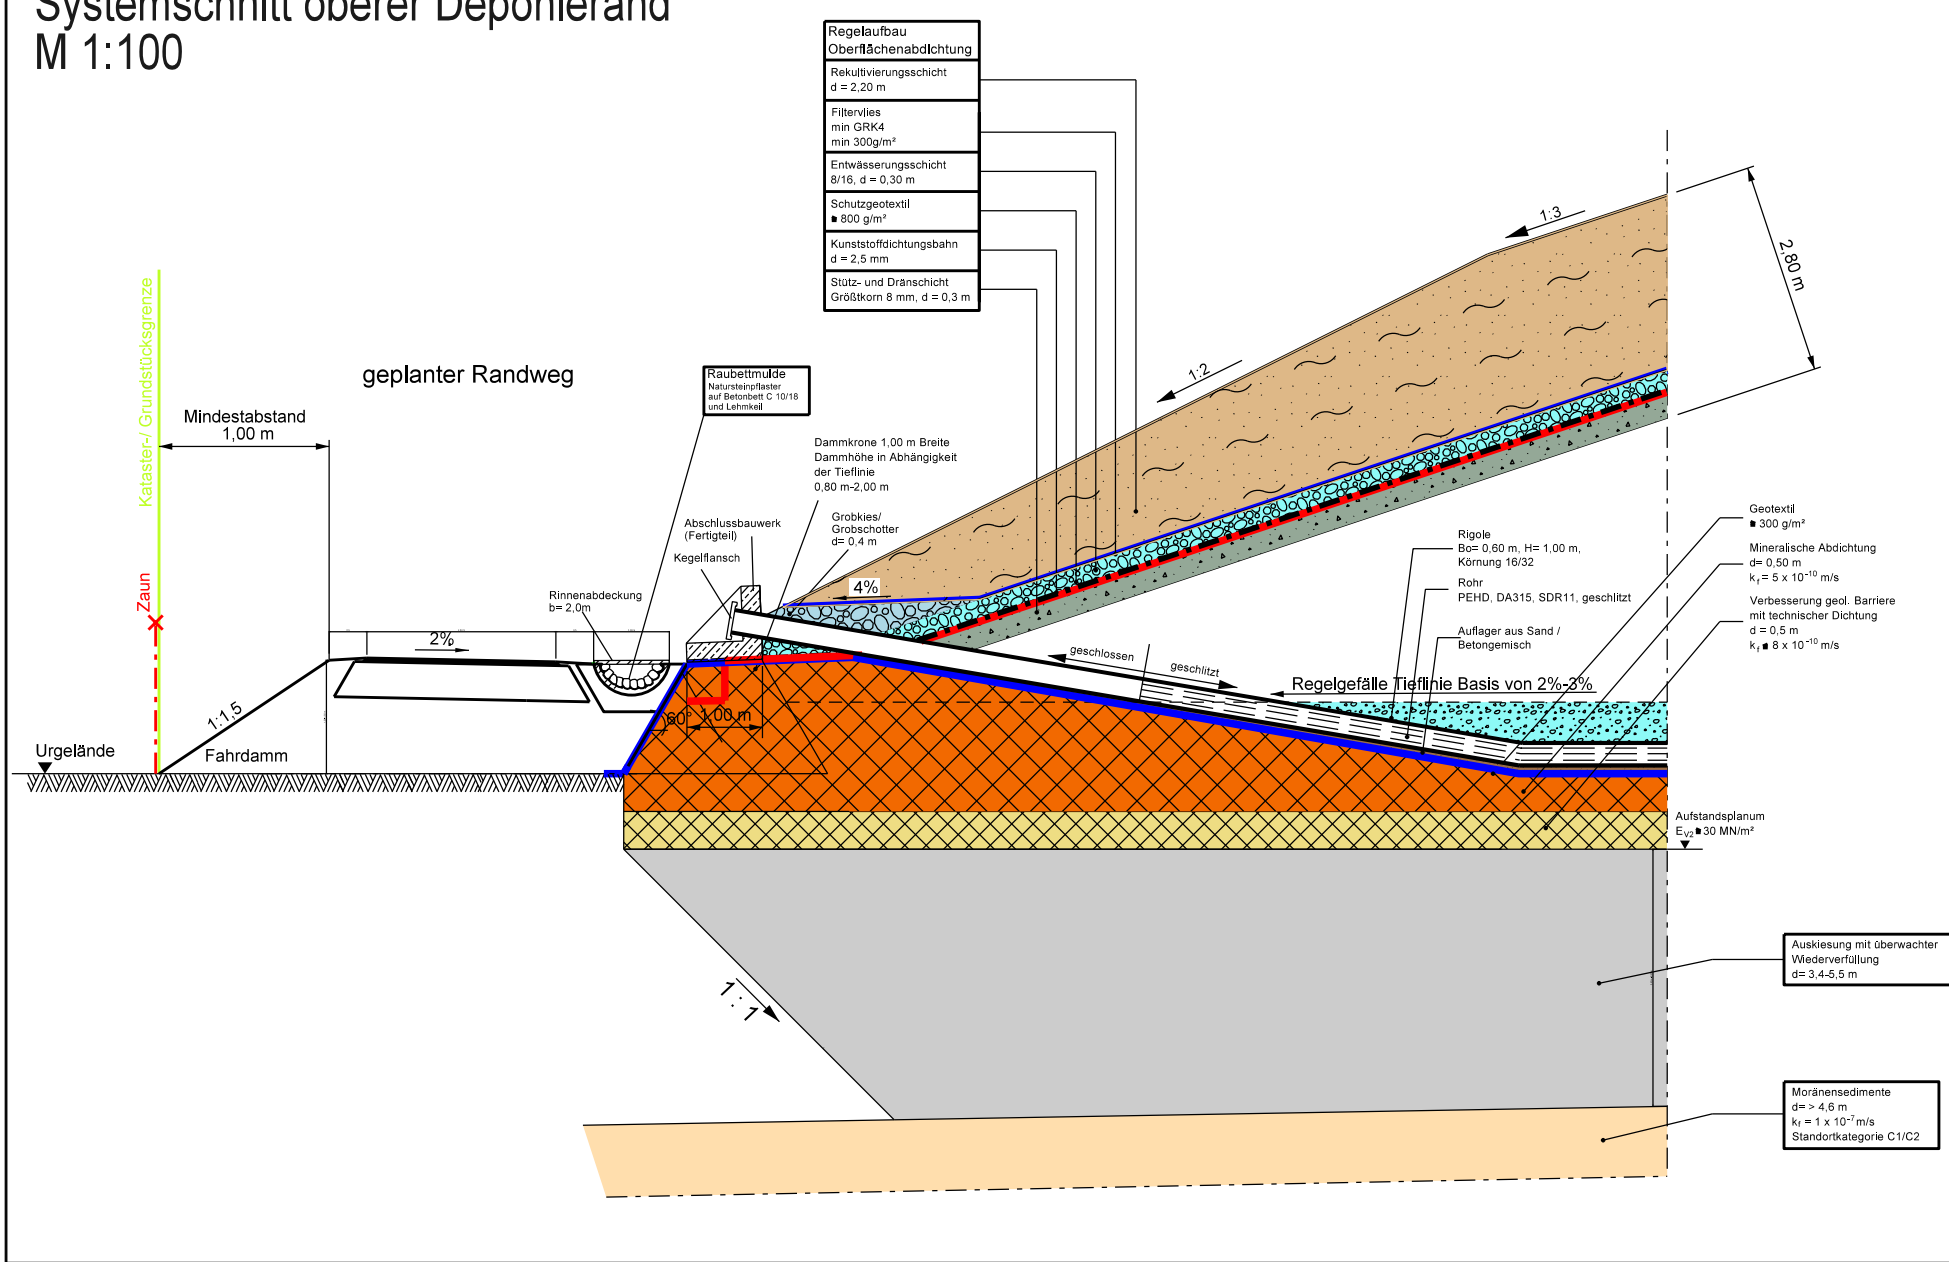 Systemschnitt oberer Deponierand
M 1:100
Regelaufbau
Oberflächenabdichtung
Rekultivierungsschicht
d = 2,20 m
Filtervlies
min GRK4
min 300g/m²
Entwässerungsschicht
8/16, d = 0,30 m
Schutzgeotextil
800 g/m²
Kunststoffdichtungsbahn
d = 2,5 mm
Stütz- und Dränschicht
Größtkorn 8 mm, d = 0,3 m
1:3
2,80 m
1:2
Kataster-/ Grundstücksgrenze
geplanter Randweg
Mindestabstand
1,00 m
Raubettmulde
Natursteinpflaster
auf Betonbett C 10/18
und Lehmkeil
Dammkrone 1,00 m Breite
Dammhöhe in Abhängigkeit
der Tieflinie
0,80 m-2,00 m
Grobkies/
Grobschotter
d= 0,4 m
Abschlussbauwerk
(Fertigteil)
Kegelflansch
Rinnenabdeckung
b= 2,0m
Zaun
4%
2%
Rigole
Bo= 0,60 m, H= 1,00 m,
Körnung 16/32
Rohr
PEHD, DA315, SDR11, geschlitzt
Auflager aus Sand /
Betongemisch
Geotextil
300 g/m²
Mineralische Abdichtung
d= 0,50 m
kf = 5 x 10⁻¹⁰ m/s
Verbesserung geol. Barriere
mit technischer Dichtung
d = 0,5 m
kf 8 x 10⁻¹⁰ m/s
geschlossen
geschlitzt
Regelgefälle Tieflinie Basis von 2%-3%
1:1,5
60°
1,00 m
Urgelände
Fahrdamm
Aufstandsplanum
EV2 30 MN/m²
1:1
Auskiesung mit überwachter
Wiederverfüllung
d= 3,4-5,5 m
Moränensedimente
d= > 4,6 m
kf = 1 x 10⁻⁷ m/s
Standortkategorie C1/C2